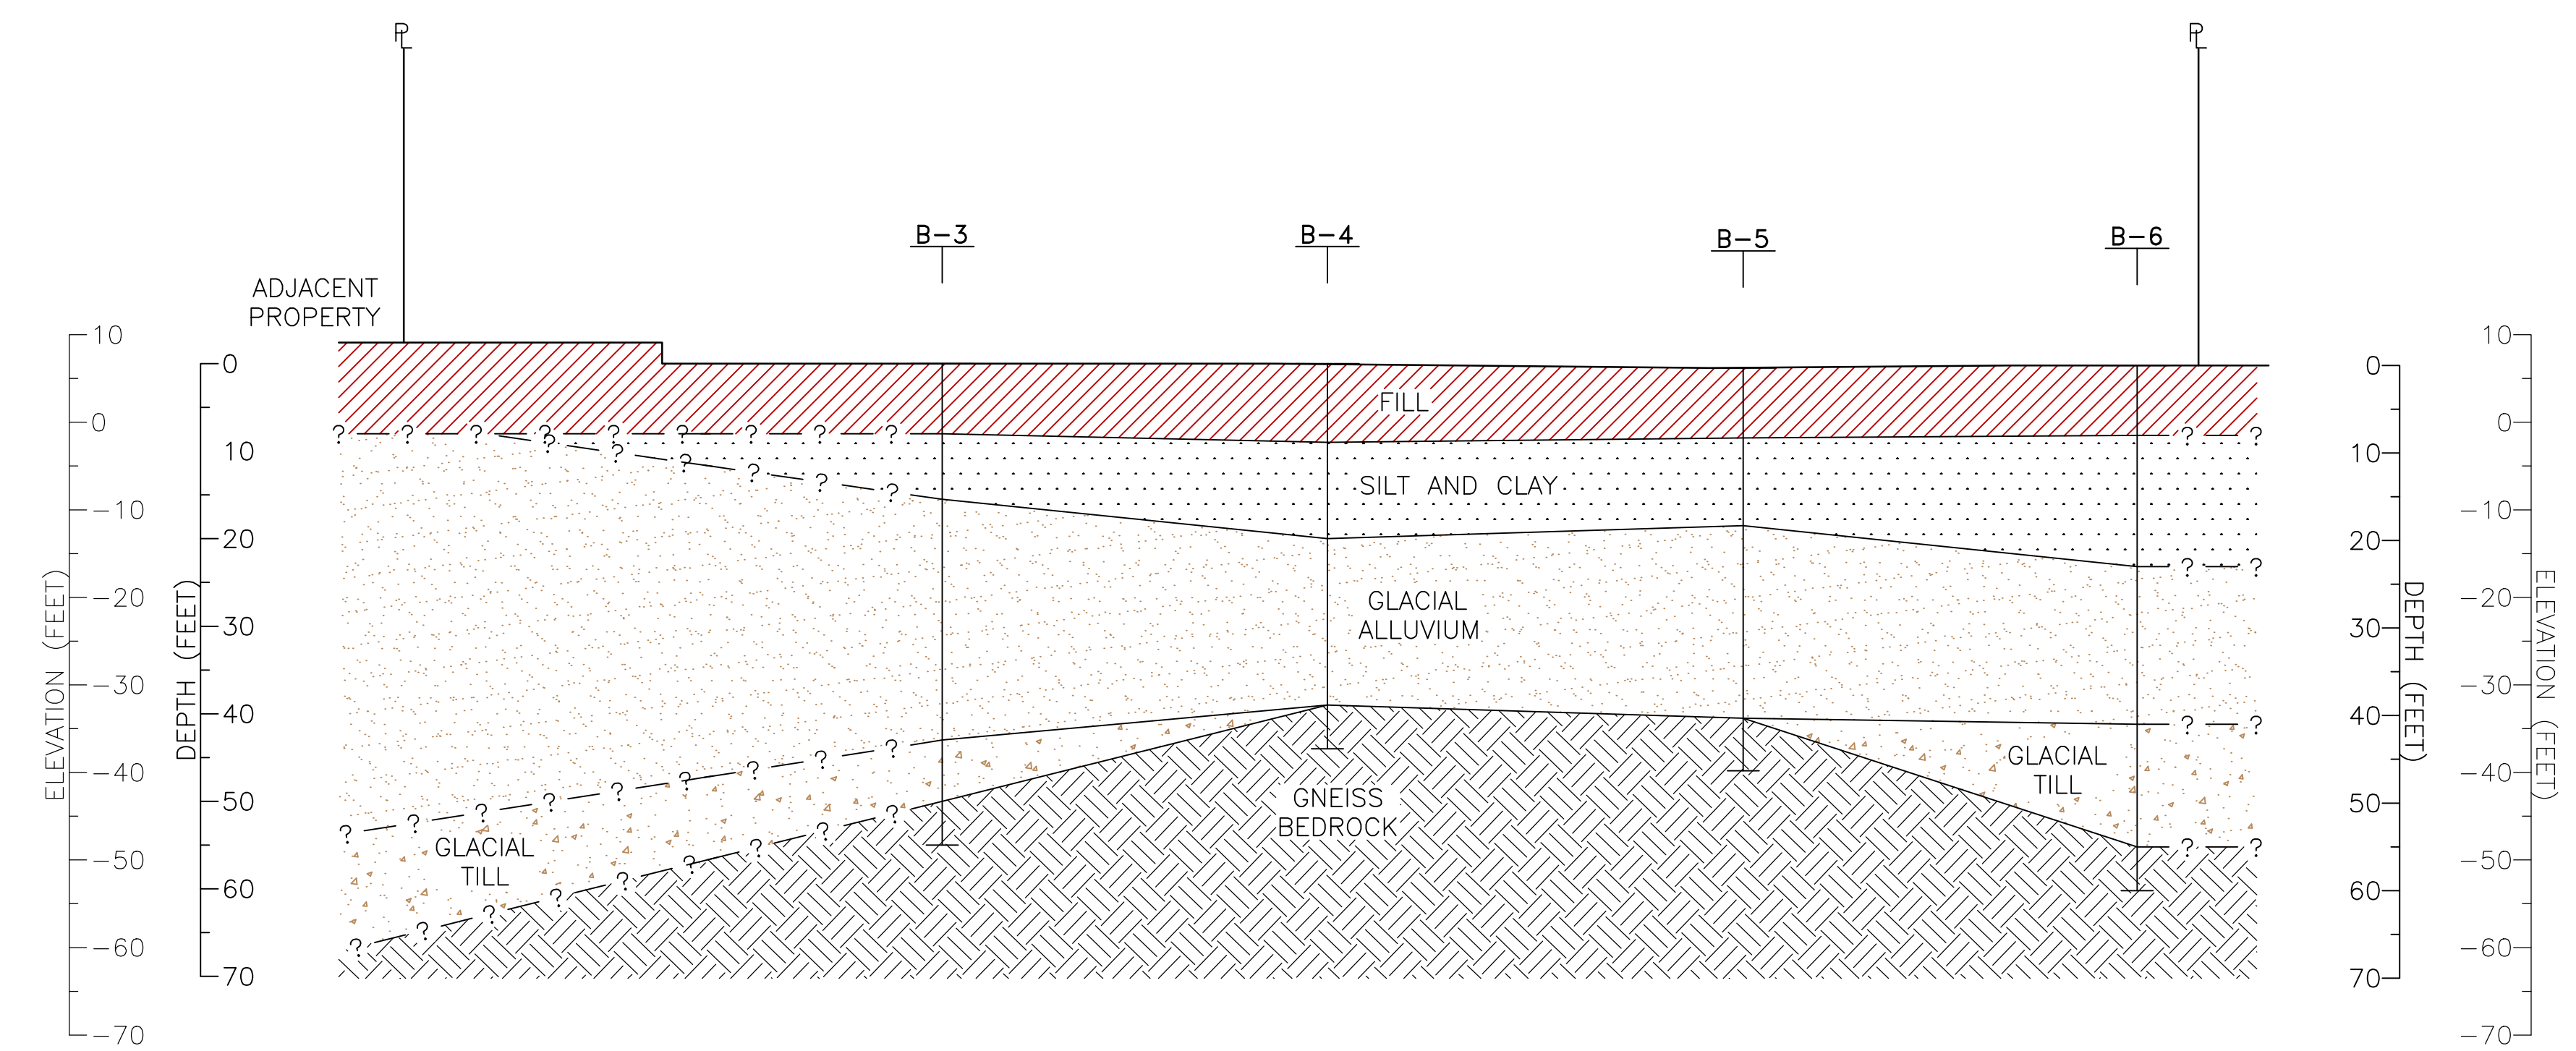 PL
PL
B-3
B-4
B-5
B-6
ADJACENT
PROPERTY
10
0
-10
-20
-30
-40
-50
-60
-70
ELEVATION (FEET)
0
10
20
30
40
50
60
70
DEPTH (FEET)
FILL
? ? ? ? ? ? ? ? ?
? ?
? ? ? ? ? ?
SILT AND CLAY
? ?
GLACIAL
ALLUVIUM
? ? ? ? ? ? ? ? ?
? ?
GLACIAL
TILL
GLACIAL
TILL
GNEISS
BEDROCK
? ? ? ? ? ? ? ? ?
? ?
0
10
20
30
40
50
60
70
DEPTH (FEET)
10
0
-10
-20
-30
-40
-50
-60
-70
ELEVATION (FEET)